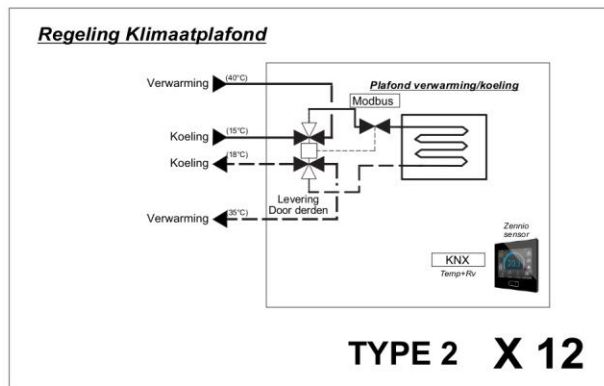 Regeling Klimaatplafond
Verwarming (40°C)
Plafond verwarming/koeling
Modbus
Koeling (15°C)
Koeling (18°C)
Levering
Door derden
Verwarming (35°C)
Zennio
sensor
KNX
Temp+Rv
TYPE 2 X 12